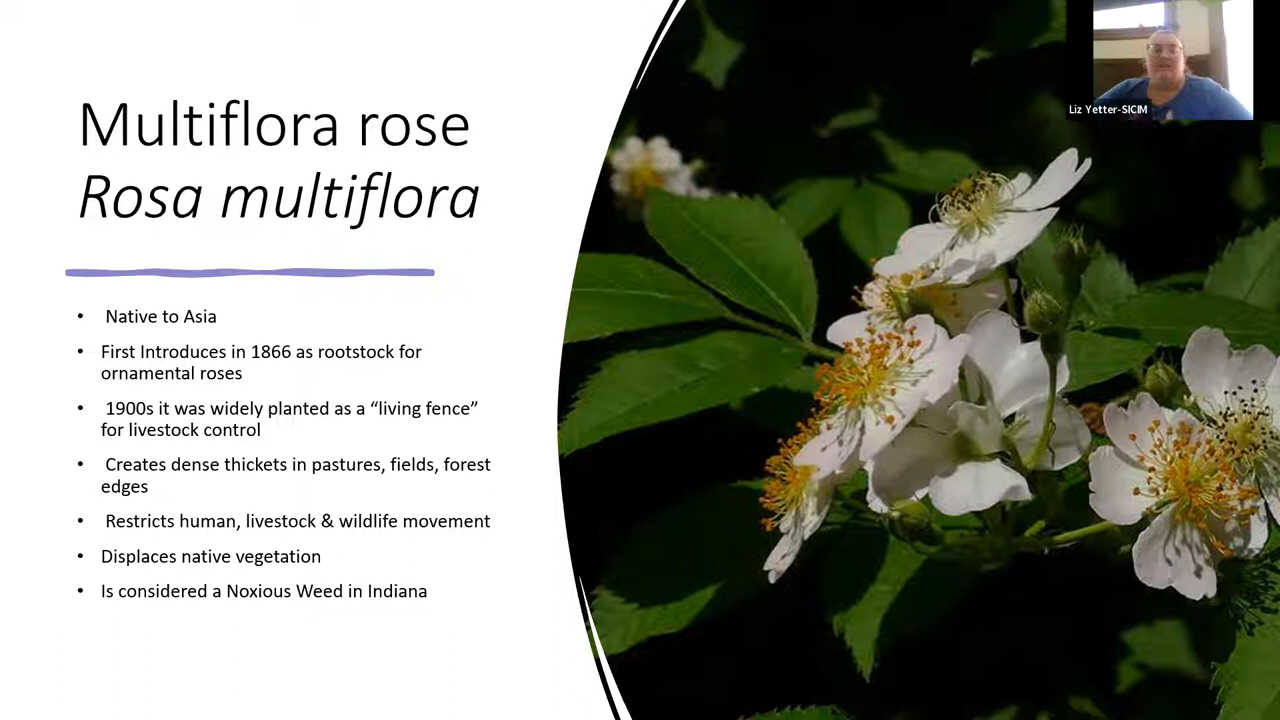 Multiflora rose
Rosa multiflora
• Native to Asia
• First Introduces in 1866 as rootstock for
ornamental roses
• 1900s it was widely planted as a “living fence”
for livestock control
• Creates dense thickets in pastures, fields, forest
edges
• Restricts human, livestock & wildlife movement
• Displaces native vegetation
• Is considered a Noxious Weed in Indiana
Liz Yetter-SICIM